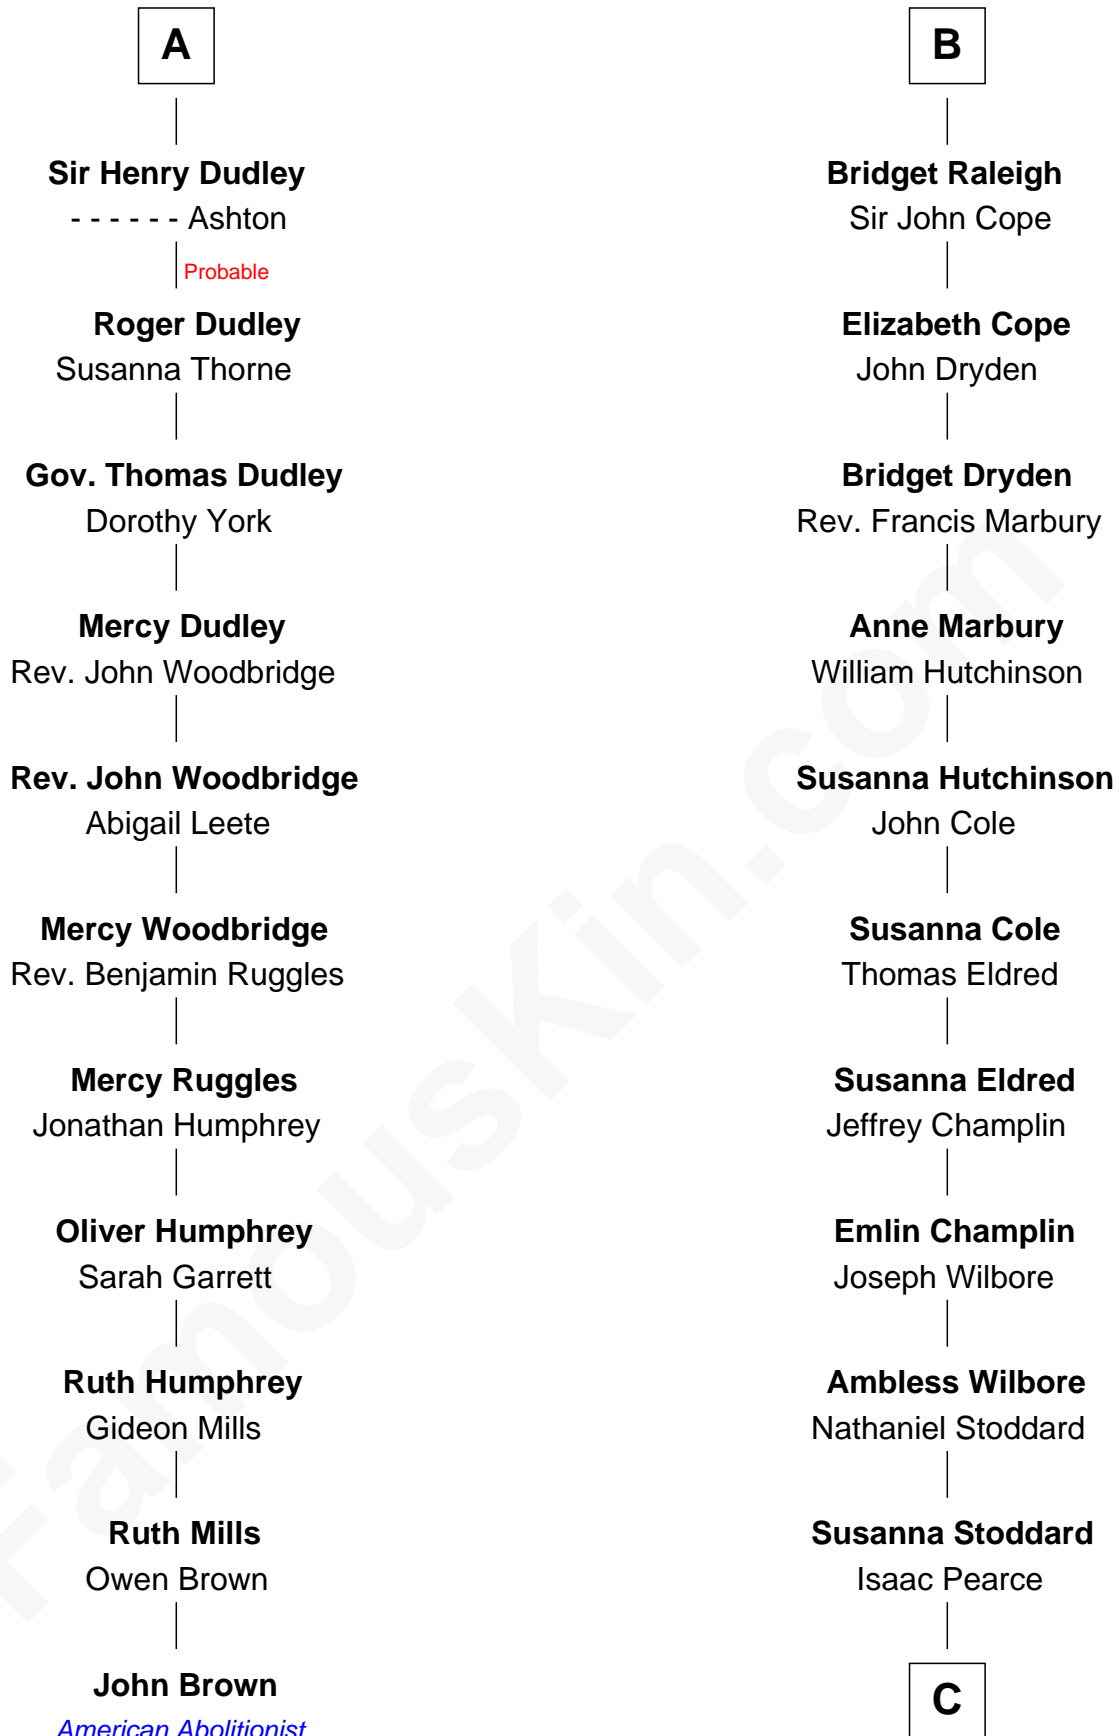 A
Sir Henry Dudley
- - - - - - Ashton
Probable
Roger Dudley
Susanna Thorne
Gov. Thomas Dudley
Dorothy York
Mercy Dudley
Rev. John Woodbridge
Rev. John Woodbridge
Abigail Leete
Mercy Woodbridge
Rev. Benjamin Ruggles
Mercy Ruggles
Jonathan Humphrey
Oliver Humphrey
Sarah Garrett
Ruth Humphrey
Gideon Mills
Ruth Mills
Owen Brown
John Brown
American Abolitionist
B
Bridget Raleigh
Sir John Cope
Elizabeth Cope
John Dryden
Bridget Dryden
Rev. Francis Marbury
Anne Marbury
William Hutchinson
Susanna Hutchinson
John Cole
Susanna Cole
Thomas Eldred
Susanna Eldred
Jeffrey Champlin
Emlin Champlin
Joseph Wilbore
Ambless Wilbore
Nathaniel Stoddard
Susanna Stoddard
Isaac Pearce
C
FamousKin.com